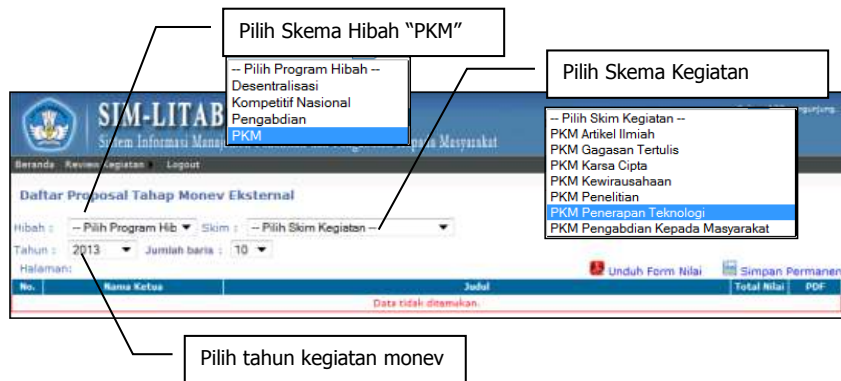 Pilih Skema Hibah “PKM”
Pilih Skema Kegiatan
-- Pilih Program Hibah --
Desentralisasi
Kompetitif Nasional
Pengabdian
PKM
-- Pilih Skim Kegiatan --
PKM Artikel Ilmiah
PKM Gagasan Tertulis
PKM Karsa Cipta
PKM Kewirausahaan
PKM Penelitian
PKM Penerapan Teknologi
PKM Pengabdian Kepada Masyarakat
SIM-LITAB
Sistem Informasi Masyarakat
Beranda Review Kegiatan Logout
Daftar Proposal Tahap Monev Eksternal
Hibah : -- Pilih Program Hib Skim : -- Pilih Skim Kegiatan --
Tahun : 2013 Jumlah baris : 10
Halaman:
Unduh Form Nilai Simpan Permanen
No. Nama Ketua Judul Total Nilai PDF
Data tidak ditemukan.
Pilih tahun kegiatan monev